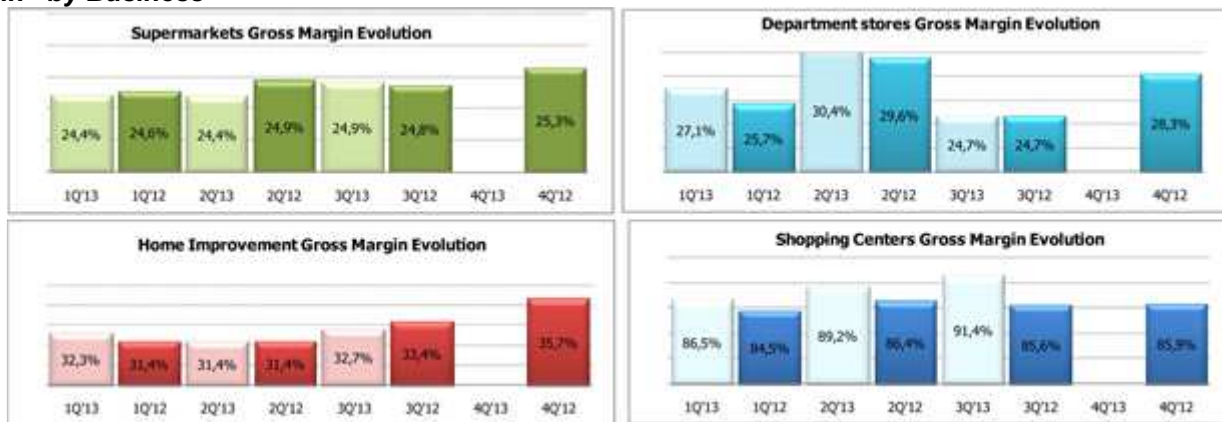 by Business
Supermarkets Gross Margin Evolution
24,4% 24,6% 24,4% 24,9% 24,9% 24,8% 25,3%
1Q'13 1Q'12 2Q'13 2Q'12 3Q'13 3Q'12 4Q'13 4Q'12
Department stores Gross Margin Evolution
27,1% 25,7% 30,4% 29,6% 24,7% 24,7% 28,3%
1Q'13 1Q'12 2Q'13 2Q'12 3Q'13 3Q'12 4Q'13 4Q'12
Home Improvement Gross Margin Evolution
32,3% 31,4% 31,4% 31,4% 32,7% 33,4% 35,7%
1Q'13 1Q'12 2Q'13 2Q'12 3Q'13 3Q'12 4Q'13 4Q'12
Shopping Centers Gross Margin Evolution
86,5% 84,5% 89,2% 86,4% 91,4% 85,6% 85,9%
1Q'13 1Q'12 2Q'13 2Q'12 3Q'13 3Q'12 4Q'13 4Q'12